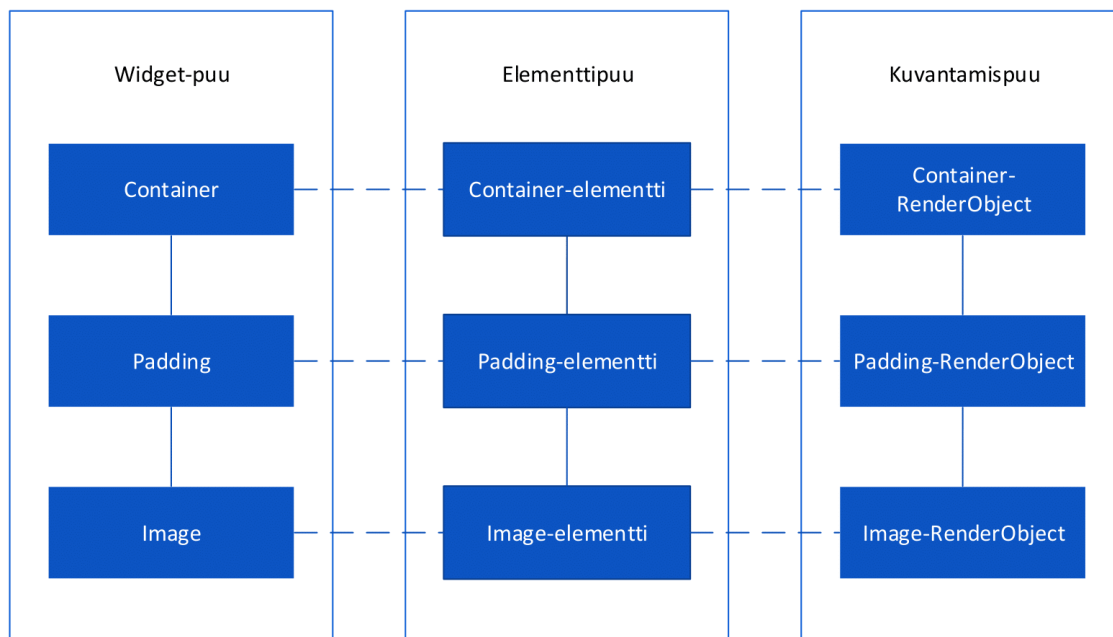 Widget-puu
Container
Padding
Image
Elementtipuu
Container-elementti
Padding-elementti
Image-elementti
Kuvantamispuu
Container-
RenderObject
Padding-RenderObject
Image-RenderObject